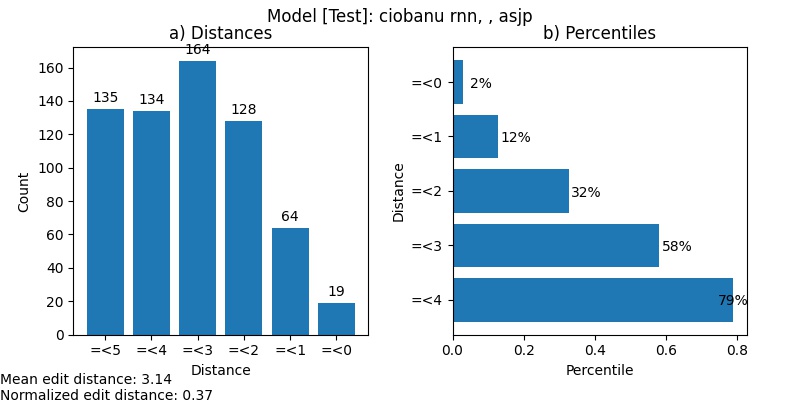 Model [Test]: ciobanu rnn, , asjp
a) Distances
164
160
140
135
134
128
120
100
80
64
60
40
20
19
0
Count
=<5 =<4 =<3 =<2 =<1 =<0
Distance
b) Percentiles
=<0 2%
=<1 12%
=<2 32%
=<3 58%
=<4 79%
Distance
0.0 0.2 0.4 0.6 0.8
Percentile
Mean edit distance: 3.14
Normalized edit distance: 0.37